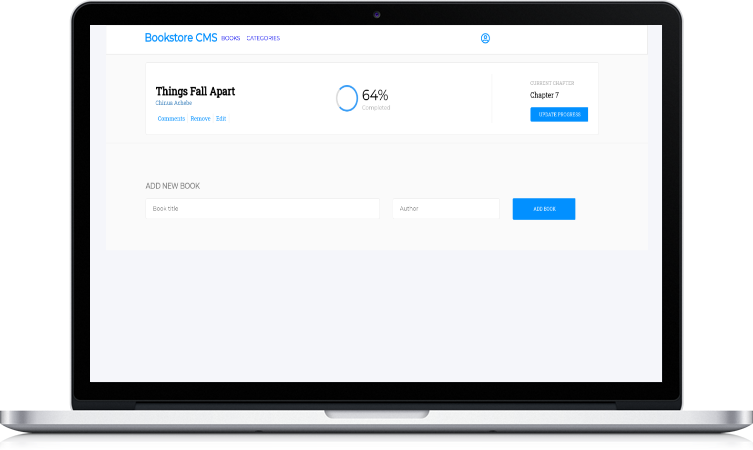 Bookstore CMS BOOKS CATEGORIES
CURRENT CHAPTER
Things Fall Apart
64%
Chapter 7
Chinua Achebe
Completed
Comments Remove Edit
UPDATE PROGRESS
ADD NEW BOOK
Book title
Author
ADD BOOK